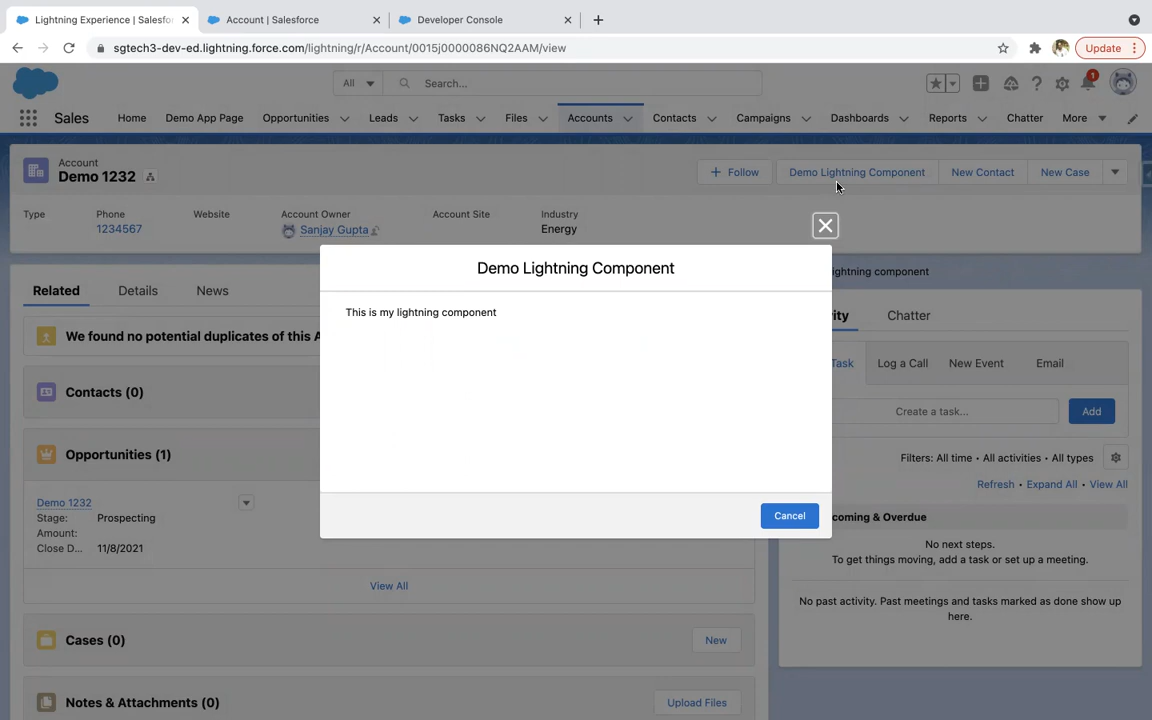 Lightning Experience | Salesfo
Account | Salesforce
Developer Console
sgtech3-dev-ed.lightning.force.com/lightning/r/Account/0015j0000086NQ2AAM/view
Update
All
Search...
1
Sales
Home
Demo App Page
Opportunities
Leads
Tasks
Files
Accounts
Contacts
Campaigns
Dashboards
Reports
Chatter
More
Account
Demo 1232
Follow
Demo Lightning Component
New Contact
New Case
Type
Phone
Website
Account Owner
Account Site
Industry
1234567
Sanjay Gupta
Energy
Demo Lightning Component
This is my lightning component
Cancel
Related
Details
News
We found no potential duplicates of this A
Contacts (0)
Opportunities (1)
Demo 1232
Stage: Prospecting
Amount:
Close D... 11/8/2021
View All
Cases (0)
New
Notes & Attachments (0)
Upload Files
ightning component
ity
Chatter
Task
Log a Call
New Event
Email
Create a task...
Add
Filters: All time • All activities • All types
Refresh • Expand All • View All
coming & Overdue
No next steps.
To get things moving, add a task or set up a meeting.
No past activity. Past meetings and tasks marked as done show up
here.